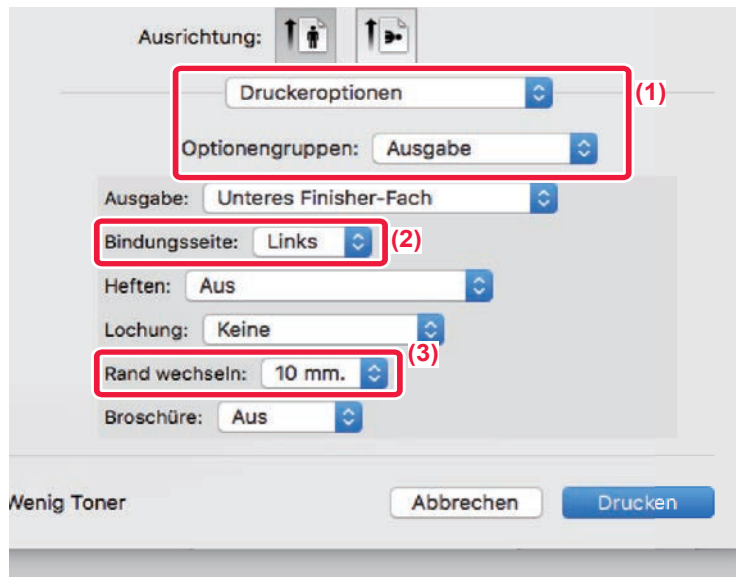 Ausrichtung:
Druckeroptionen
(1)
Optionengruppen: Ausgabe
Ausgabe: Unteres Finisher-Fach
Bindungsseite: Links (2)
Heften: Aus
Lochung: Keine
(3)
Rand wechseln: 10 mm.
Broschüre: Aus
Wenig Toner Abbrechen Drucken